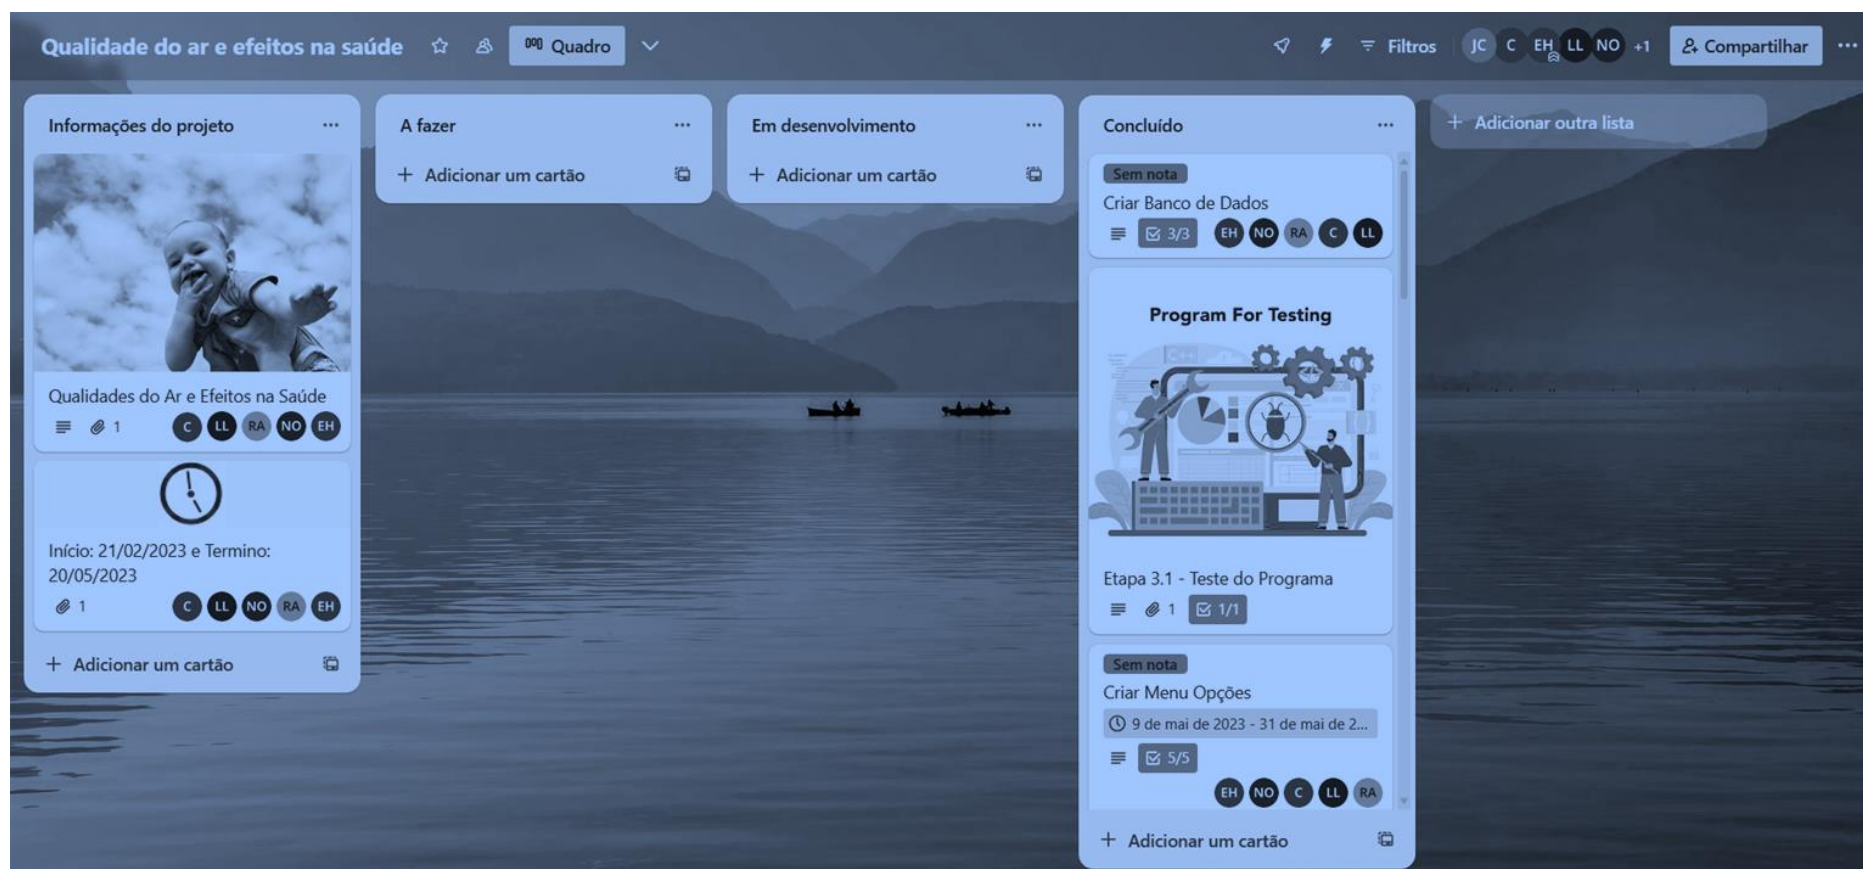 Qualidade do ar e efeitos na saúde
Quadro
Filtros
JC C EH LL NO +1
Compartilhar
Informações do projeto
Qualidades do Ar e Efeitos na Saúde
1
C LL RA NO EH
Início: 21/02/2023 e Termino:
20/05/2023
1
C LL NO RA EH
+ Adicionar um cartão
A fazer
+ Adicionar um cartão
Em desenvolvimento
+ Adicionar um cartão
Concluído
Sem nota
Criar Banco de Dados
3/3
EH NO RA C LL
Program For Testing
C++
Etapa 3.1 - Teste do Programa
1
1/1
Sem nota
Criar Menu Opções
9 de mai de 2023 - 31 de mai de 2...
5/5
EH NO C LL RA
+ Adicionar um cartão
+ Adicionar outra lista